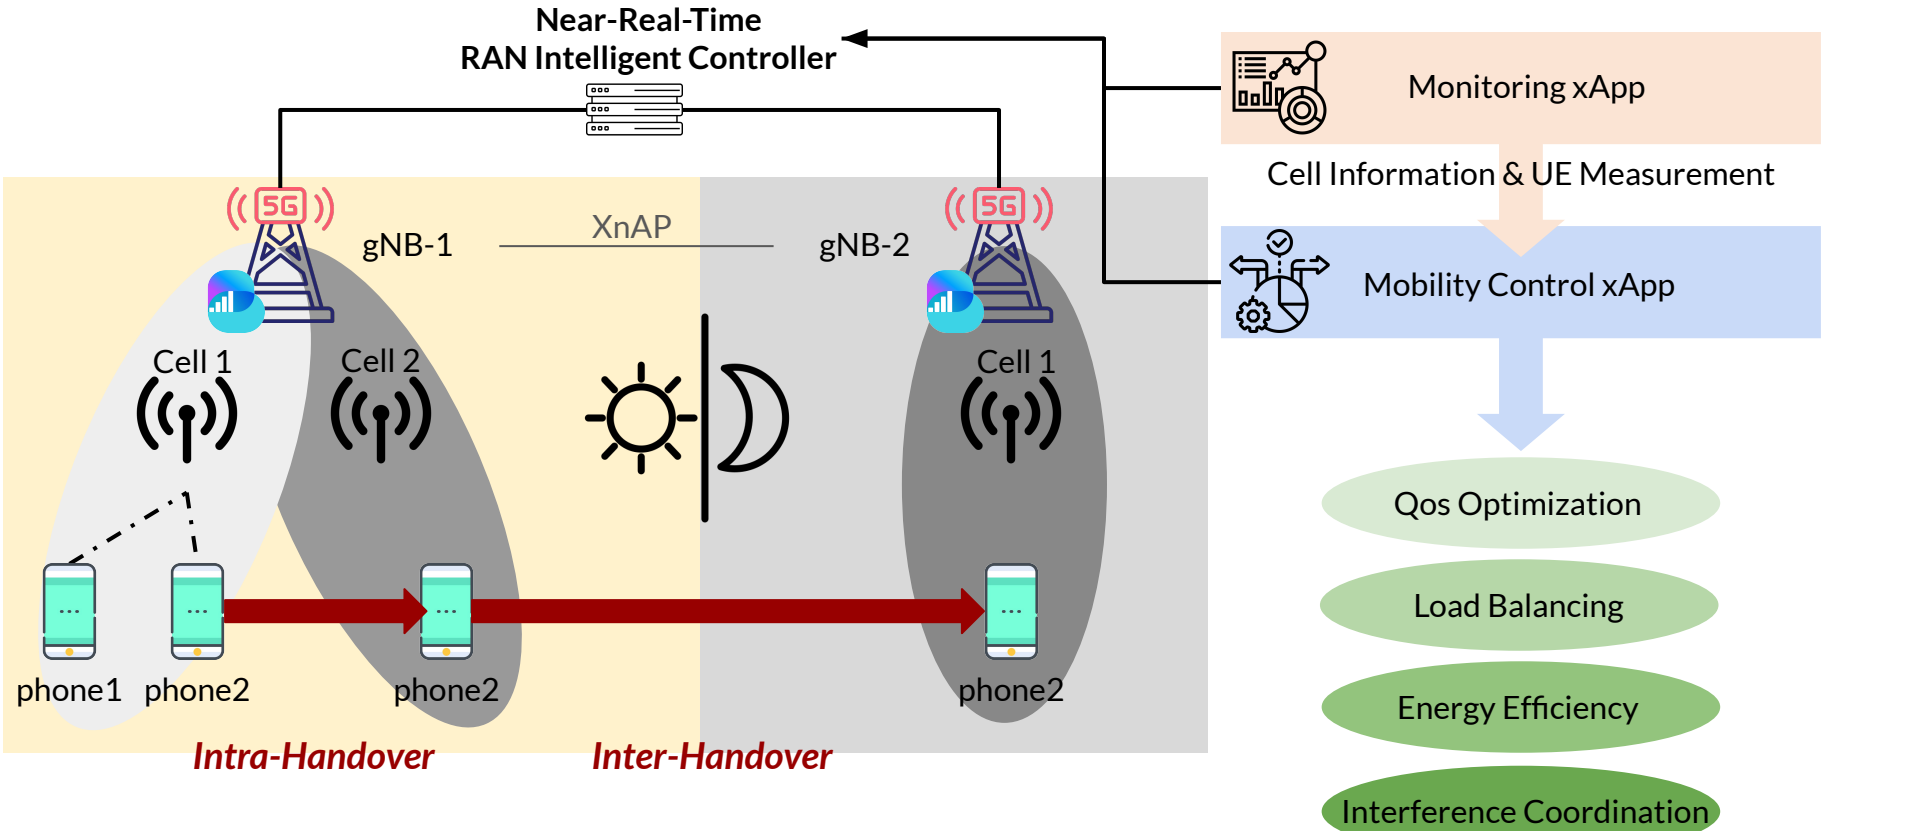 Near-Real-Time
RAN Intelligent Controller
Monitoring xApp
Cell Information & UE Measurement
Mobility Control xApp
5G
gNB-1
XnAP
gNB-2
5G
Cell 1
Cell 2
Cell 1
phone1
phone2
phone2
phone2
Intra-Handover
Inter-Handover
Qos Optimization
Load Balancing
Energy Efficiency
Interference Coordination